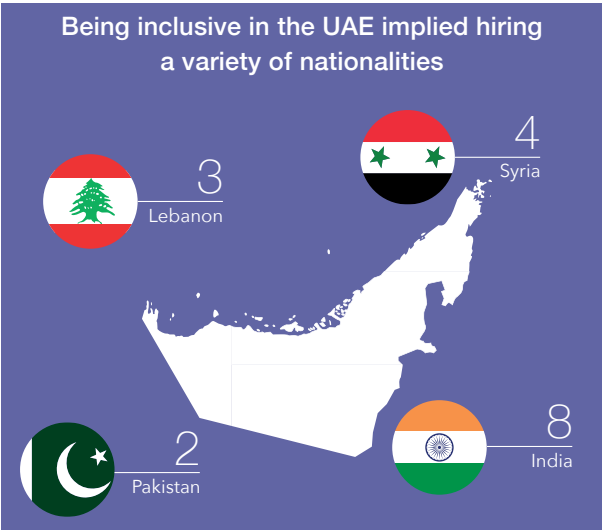 Being inclusive in the UAE implied hiring
a variety of nationalities
4
Syria
3
Lebanon
8
India
2
Pakistan